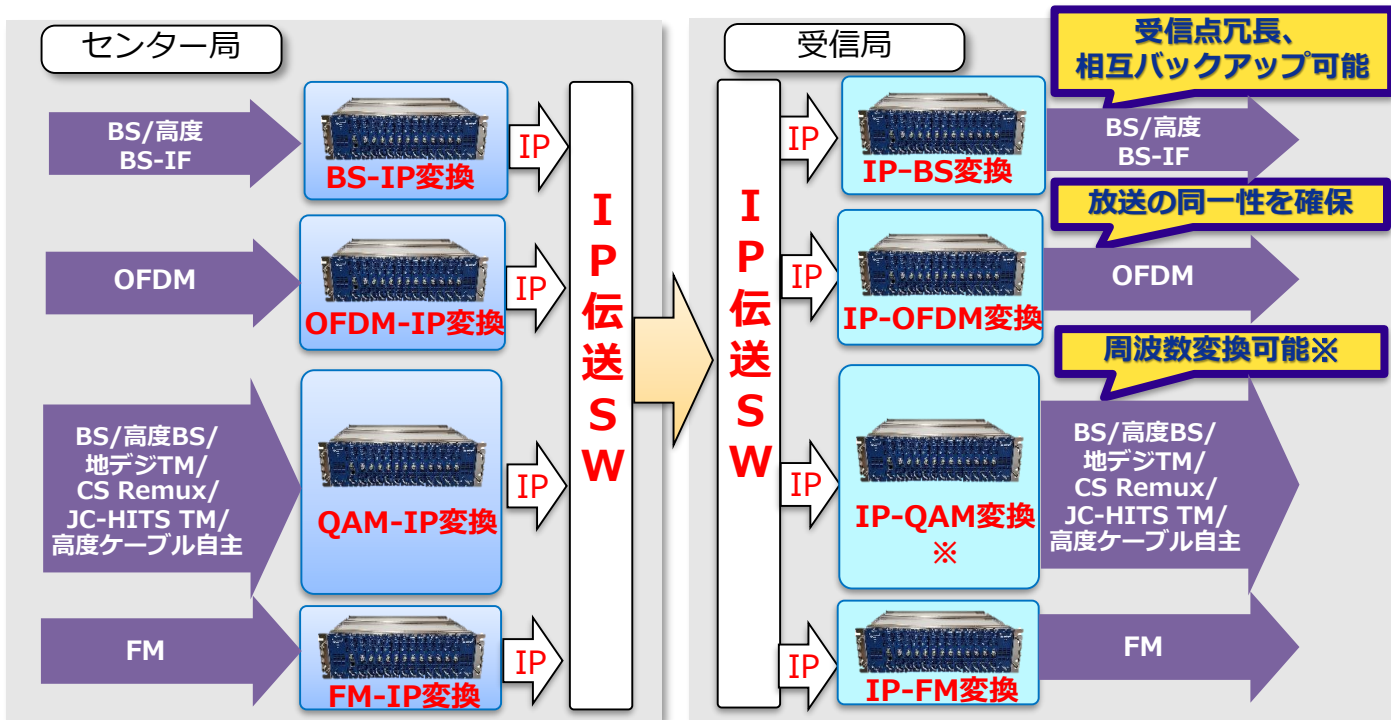 センター局
BS/高度
BS-IF
BS-IP変換
IP
OFDM
OFDM-IP変換
IP
BS/高度BS/
地デジTM/
CS Remux/
JC-HITS TM/
高度ケーブル自主
QAM-IP変換
IP
FM
FM-IP変換
IP
IP伝送SW
受信局
IP伝送SW
IP
IP-BS変換
受信点冗長、
相互バックアップ可能
BS/高度
BS-IF
IP
IP-OFDM変換
放送の同一性を確保
OFDM
IP
IP-QAM変換
※
周波数変換可能※
BS/高度BS/
地デジTM/
CS Remux/
JC-HITS TM/
高度ケーブル自主
IP
IP-FM変換
FM